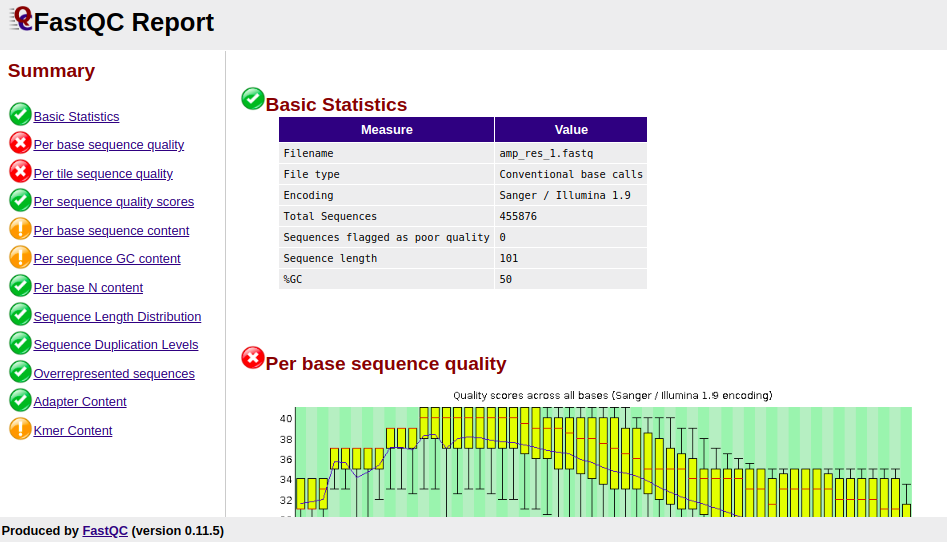 FastQC Report
Summary
Basic Statistics
Per base sequence quality
Per tile sequence quality
Per sequence quality scores
Per base sequence content
Per sequence GC content
Per base N content
Sequence Length Distribution
Sequence Duplication Levels
Overrepresented sequences
Adapter Content
Kmer Content
Basic Statistics
Measure Value
Filename amp_res_1.fastq
File type Conventional base calls
Encoding Sanger / Illumina 1.9
Total Sequences 455876
Sequences flagged as poor quality 0
Sequence length 101
%GC 50
Per base sequence quality
Quality scores across all bases (Sanger / Illumina 1.9 encoding)
40
38
36
34
32
Produced by FastQC (version 0.11.5)